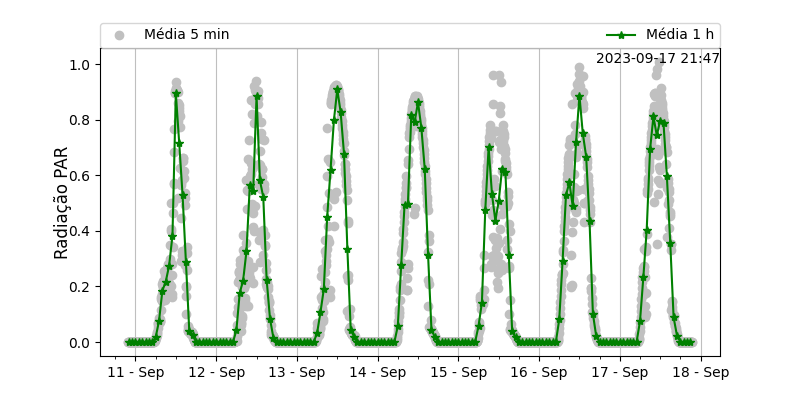 Média 5 min
Média 1 h
2023-09-17 21:47
Radiação PAR
1.0
0.8
0.6
0.4
0.2
0.0
11 - Sep
12 - Sep
13 - Sep
14 - Sep
15 - Sep
16 - Sep
17 - Sep
18 - Sep